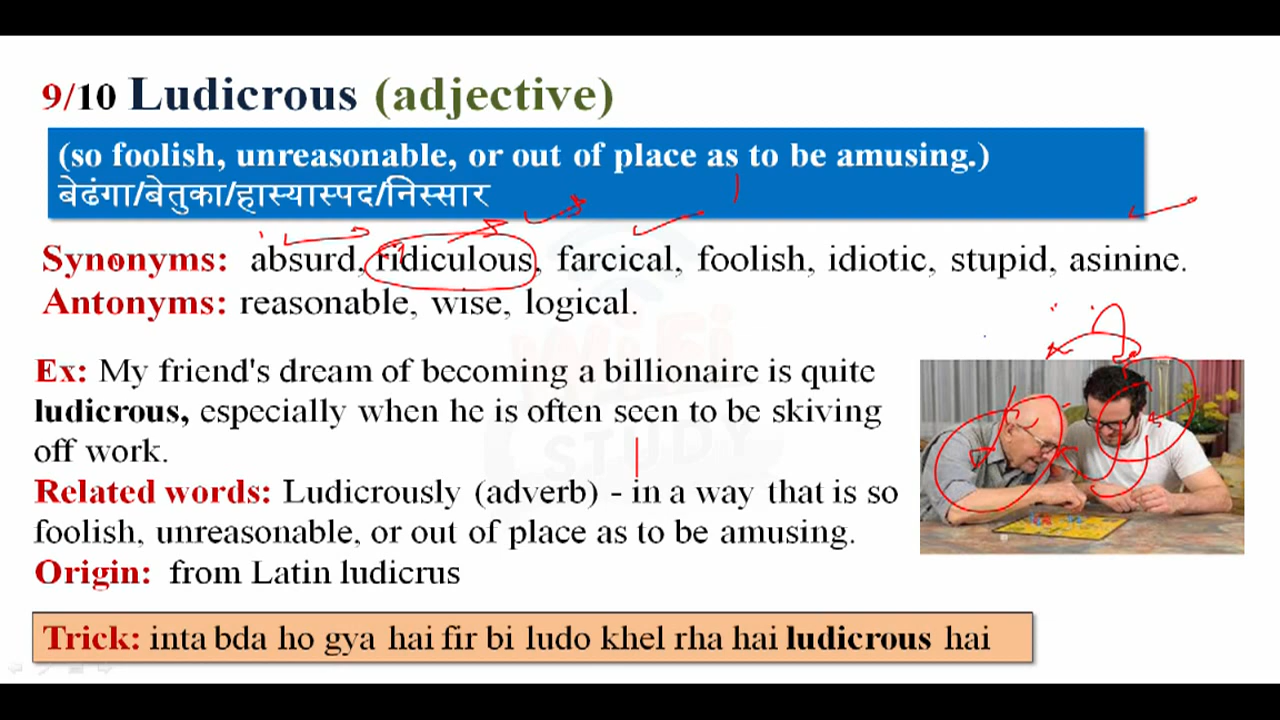 9/10 Ludicrous (adjective)
(so foolish, unreasonable, or out of place as to be amusing.)
बेढंगा/बेतुका/हास्यास्पद/निस्सार
Synonyms: absurd, ridiculous, farcical, foolish, idiotic, stupid, asinine.
Antonyms: reasonable, wise, logical.
Ex: My friend's dream of becoming a billionaire is quite
ludicrous, especially when he is often seen to be skiving
off work.
Related words: Ludicrously (adverb) - in a way that is so
foolish, unreasonable, or out of place as to be amusing.
Origin: from Latin ludicrus
Trick: inta bda ho gya hai fir bi ludo khel rha hai ludicrous hai
WiFi
STUDY